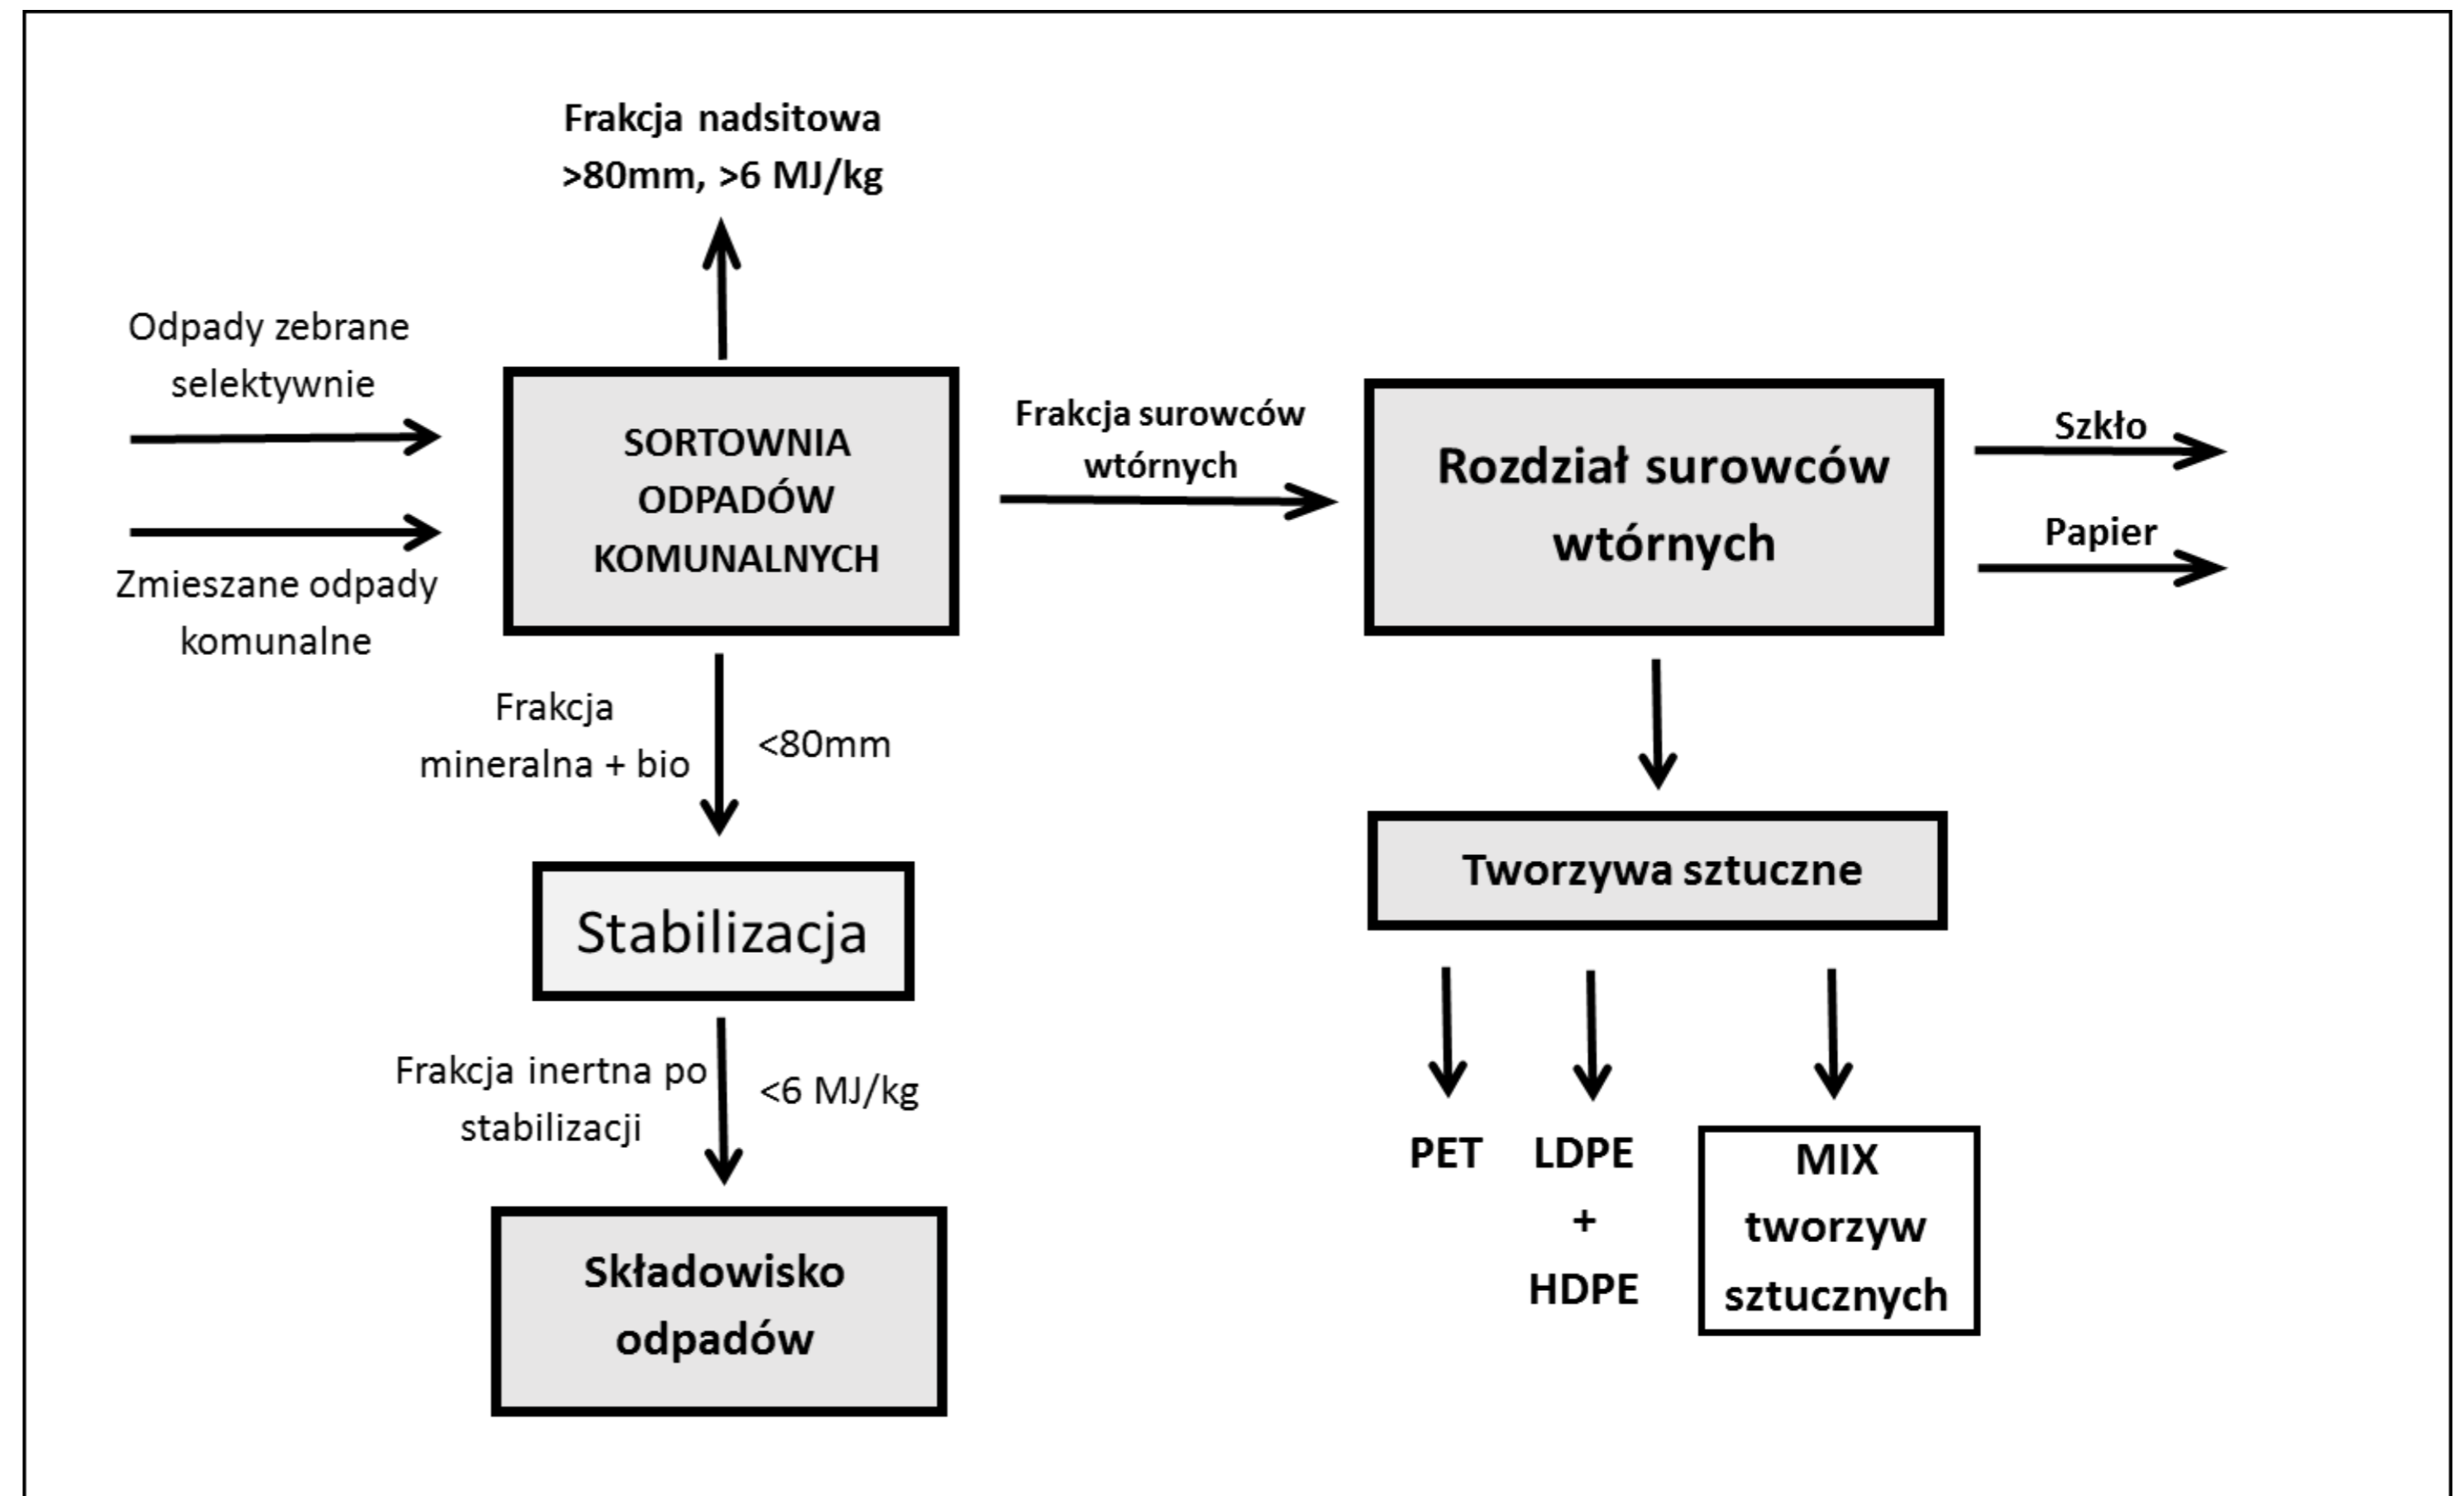 Frakcja nadsitowa
>80mm, >6 MJ/kg
Odpady zebrane
selektywnie
Zmieszane odpady
komunalne
SORTOWNIA
ODPADÓW
KOMUNALNYCH
Frakcja surowców
wtórnych
Rozdział surowców
wtórnych
Szkło
Papier
Frakcja
mineralna + bio
<80mm
Stabilizacja
Frakcja inertna po
stabilizacji
<6 MJ/kg
Składowisko
odpadów
Tworzywa sztuczne
PET
LDPE
+
HDPE
MIX
tworzyw
sztucznych